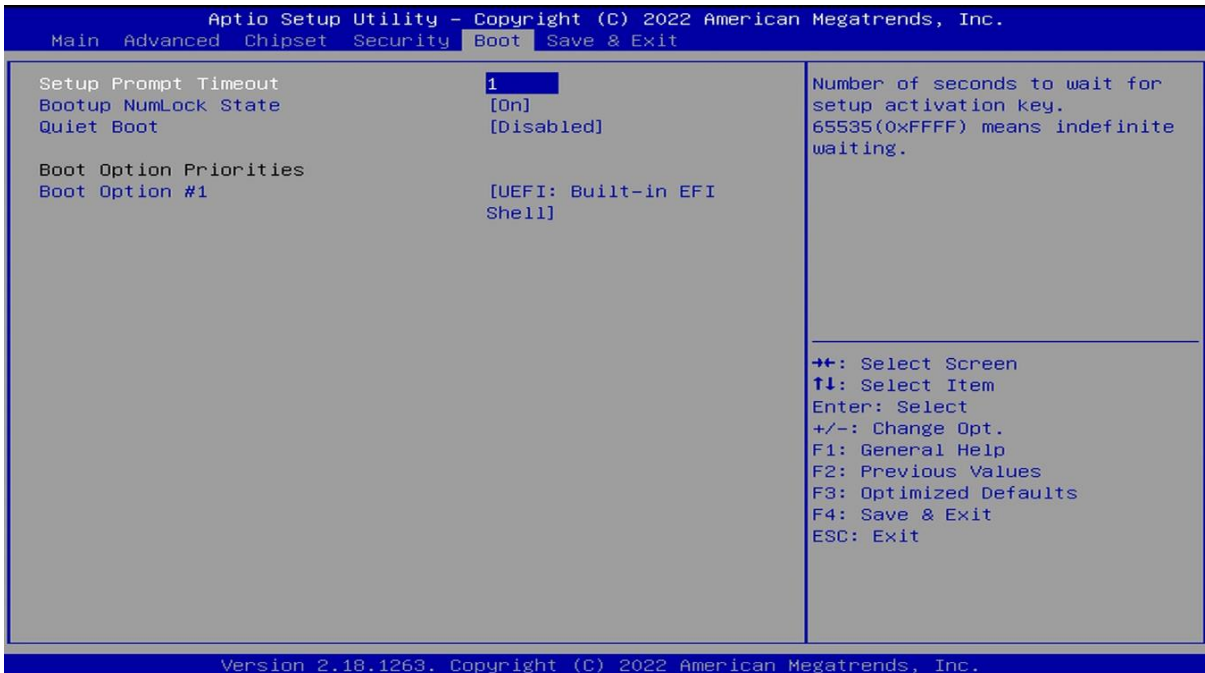 Aptio Setup Utility – Copyright (C) 2022 American Megatrends, Inc.
Main Advanced Chipset Security Boot Save & Exit
Setup Prompt Timeout 1
Bootup NumLock State [On]
Quiet Boot [Disabled]
Boot Option Priorities
Boot Option #1 [UEFI: Built-in EFI
Shell]
Number of seconds to wait for
setup activation key.
65535(0xFFFF) means indefinite
waiting.
→←: Select Screen
↑↓: Select Item
Enter: Select
+/-: Change Opt.
F1: General Help
F2: Previous Values
F3: Optimized Defaults
F4: Save & Exit
ESC: Exit
Version 2.18.1263. Copyright (C) 2022 American Megatrends, Inc.